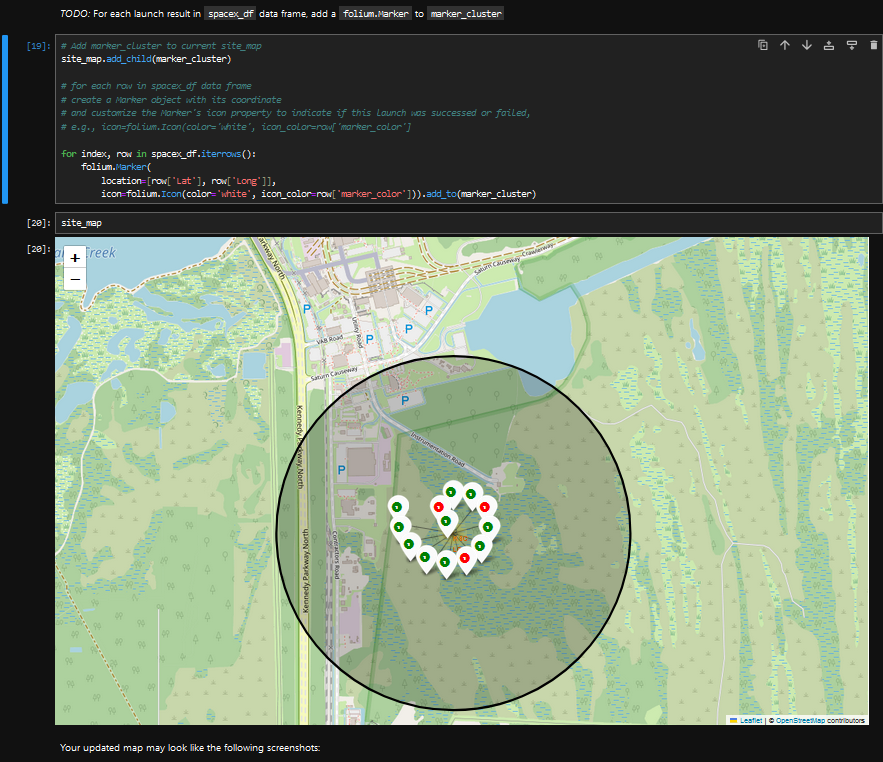 TODO: For each launch result in spacex_df data frame, add a folium.Marker to marker_cluster
[19]:
# Add marker_cluster to current site_map
site_map.add_child(marker_cluster)
# for each row in spacex_df data frame
# create a Marker object with its coordinate
# and customize the Marker's icon property to indicate if this launch was successed or failed,
# e.g., icon=folium.Icon(color='white', icon_color=row['marker_color']
for index, row in spacex_df.iterrows():
folium.Marker(
location=[row['Lat'], row['Long']],
icon=folium.Icon(color='white', icon_color=row['marker_color'])).add_to(marker_cluster)
[20]:
site_map
[20]:
+
−
Creek
Parkway North
Saturn Causeway
Crawlerway
P
P
Utility Road
P
P
VAB Road
Saturn Causeway
P
Kennedy Parkway North
Instrumentation Road
P
Kennedy Parkway North
Contractors Road
Leaflet | © OpenStreetMap contributors
Your updated map may look like the following screenshots: